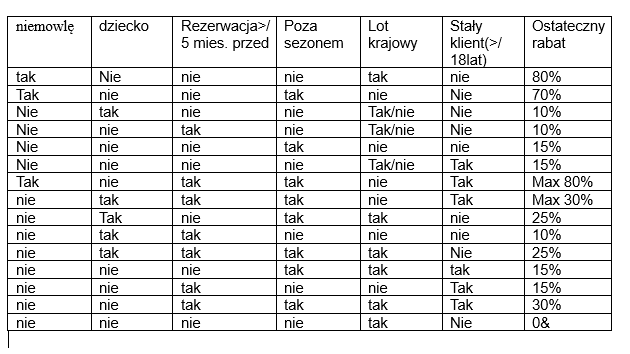 niemowlę dziecko Rezerwacja>/ 5 mies. przed Poza sezonem Lot krajowy Stały klient(>/ 18lat) Ostateczny rabat
tak Nie nie nie tak nie 80%
Tak nie nie tak nie Nie 70%
Nie tak nie nie Tak/nie Nie 10%
Nie nie tak nie Tak/nie Nie 10%
Nie nie nie tak nie nie 15%
Nie nie nie nie Tak/nie Tak 15%
Tak nie tak tak nie Tak Max 80%
nie tak tak tak nie Tak Max 30%
nie Tak nie tak tak nie 25%
nie tak tak nie nie nie 10%
nie tak tak tak tak Nie 25%
nie nie nie tak tak tak 15%
nie nie tak nie nie Tak 15%
nie nie tak tak tak Tak 30%
nie nie nie nie tak Nie 0&